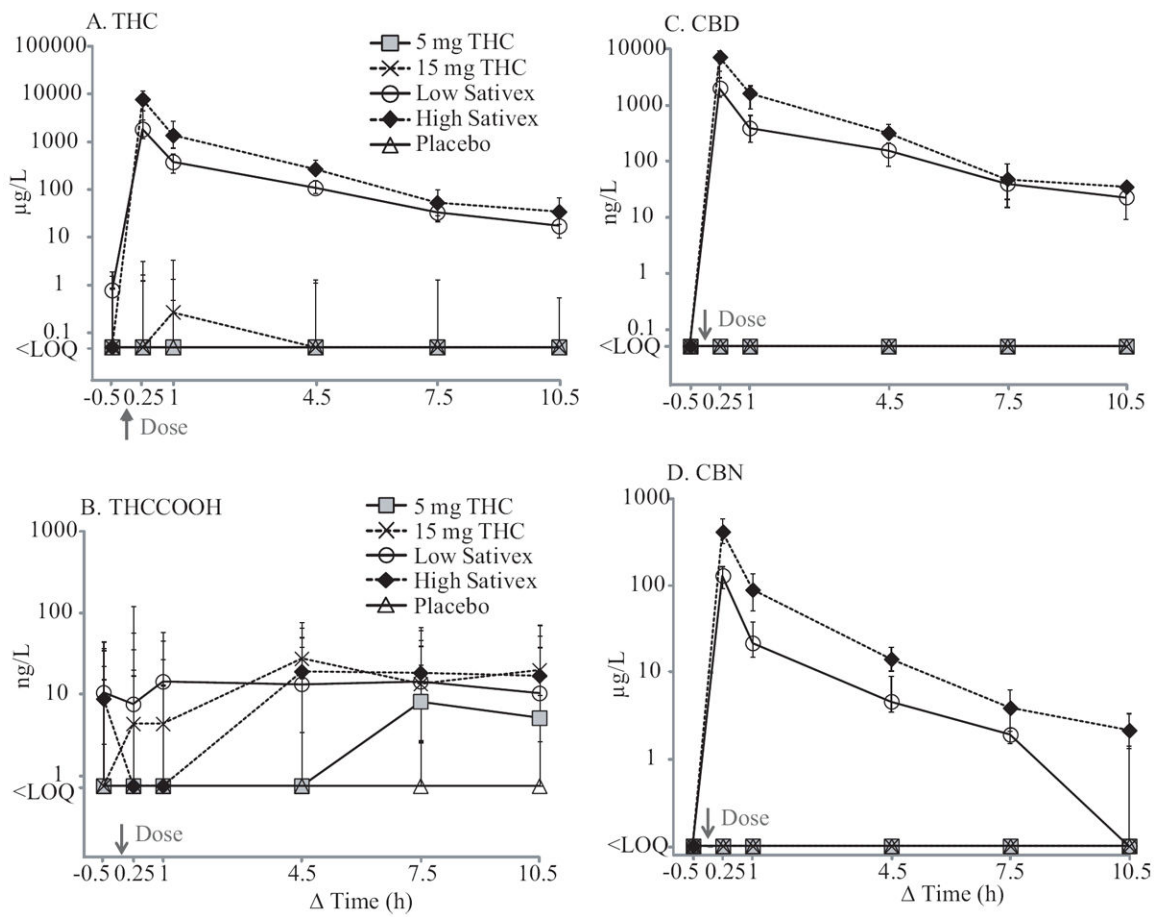 A. THC
µg/L
100000
10000
1000
100
10
1
0.1
<LOQ
5 mg THC
15 mg THC
Low Sativex
High Sativex
Placebo
-0.5 0.25 1 4.5 7.5 10.5
Dose
C. CBD
ng/L
10000
1000
100
10
1
0.1
<LOQ
Dose
-0.5 0.25 1 4.5 7.5 10.5
B. THCCOOH
ng/L
1000
100
10
1
<LOQ
5 mg THC
15 mg THC
Low Sativex
High Sativex
Placebo
Dose
-0.5 0.25 1 4.5 7.5 10.5
Δ Time (h)
D. CBN
µg/L
1000
100
10
1
<LOQ
Dose
-0.5 0.25 1 4.5 7.5 10.5
Δ Time (h)